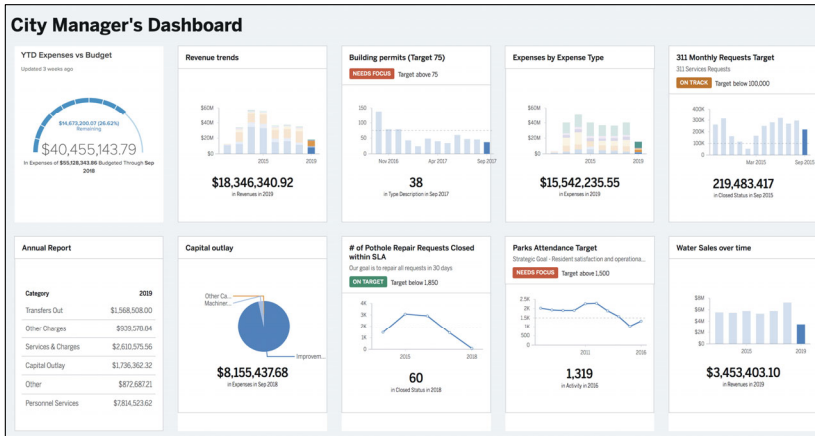 City Manager's Dashboard
YTD Expenses vs Budget
Updated 3 weeks ago
$14,673,200.07 (26.62%)
Remaining
$40,455,143.79
In Expenses of $55,128,343.86 Budgeted Through Sep
2018
Revenue trends
$60M
$40M
$20M
$0
2015
2019
$18,346,340.92
in Revenues in 2019
Building permits (Target 75)
NEEDS FOCUS Target above 75
150
100
50
0
Nov 2016
Apr 2017
Sep 2017
38
in Type Description in Sep 2017
Expenses by Expense Type
$60M
$40M
$20M
$0
2015
2019
$15,542,235.55
in Expenses in 2019
311 Monthly Requests Target
311 Services Requests
ON TRACK Target below 100,000
400K
300K
200K
100K
0
Mar 2015
Sep 2015
219,483.417
in Closed Status in Sep 2015
Annual Report
Category 2019
Transfers Out $1,568,508.00
Other Charges $939,578.84
Services & Charges $2,610,575.56
Capital Outlay $1,736,362.32
Other $872,687.21
Personnel Services $7,814,523.62
Capital outlay
Other Ca...
Machiner...
Improvem...
$8,155,437.68
in Expenses in Sep 2018
# of Pothole Repair Requests Closed
within SLA
Our goal is to repair all requests in 30 days
ON TARGET Target below 1,850
4K
3K
2K
1K
0
2015
2018
60
in Closed Status in 2018
Parks Attendance Target
Strategic Goal - Resident satisfaction and operationa...
NEEDS FOCUS Target above 1,500
2.5K
2K
1.5K
1K
500
0
2011
2016
1,319
in Activity in 2016
Water Sales over time
$8M
$6M
$4M
$2M
$0
2015
2019
$3,453,403.10
in Revenues in 2019